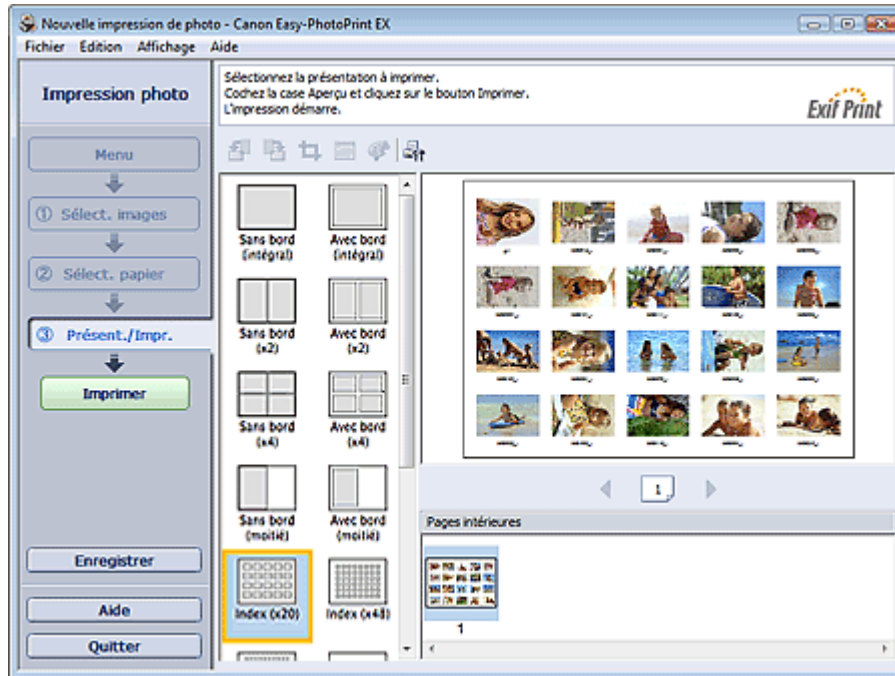 Nouvelle impression de photo - Canon Easy-PhotoPrint EX
Fichier Édition Affichage Aide
Impression photo
Sélectionnez la présentation à imprimer.
Cochez la case Aperçu et cliquez sur le bouton Imprimer.
L'impression démarre.
Exif Print
Menu
① Sélect. images
② Sélect. papier
③ Présent./Impr.
Imprimer
Enregistrer
Aide
Quitter
Sans bord (intégral)
Avec bord (intégral)
Sans bord (x2)
Avec bord (x2)
Sans bord (x4)
Avec bord (x4)
Sans bord (moitié)
Avec bord (moitié)
Index (x20)
Index (x48)
1
Pages intérieures
1